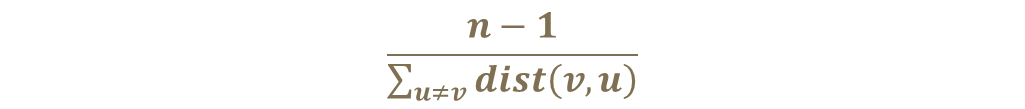 n − 1
∑u≠v dist(v, u)